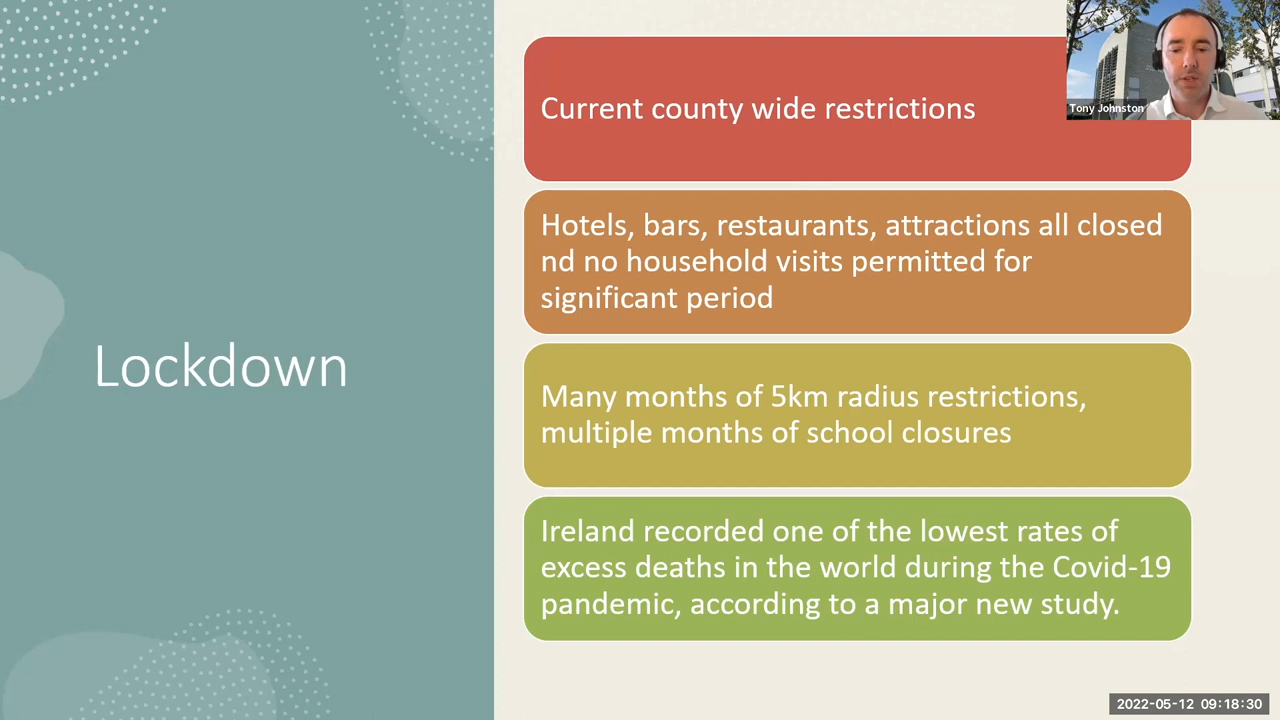 Lockdown
Current county wide restrictions
Hotels, bars, restaurants, attractions all closed
nd no household visits permitted for
significant period
Many months of 5km radius restrictions,
multiple months of school closures
Ireland recorded one of the lowest rates of
excess deaths in the world during the Covid-19
pandemic, according to a major new study.
Tony Johnston
2022-05-12 09:18:30